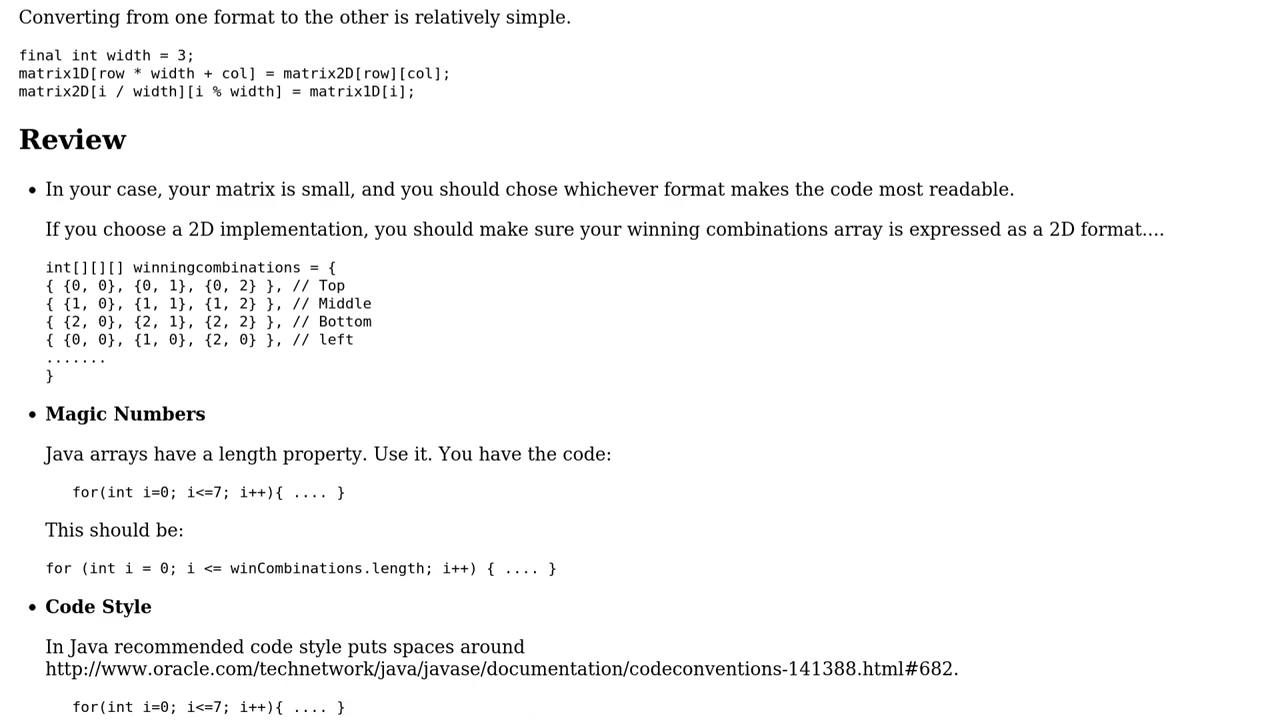 Converting from one format to the other is relatively simple.
final int width = 3;
matrix1D[row * width + col] = matrix2D[row][col];
matrix2D[i / width][i % width] = matrix1D[i];
Review
• In your case, your matrix is small, and you should chose whichever format makes the code most readable.
If you choose a 2D implementation, you should make sure your winning combinations array is expressed as a 2D format....
int[][][] winningcombinations = {
{ {0, 0}, {0, 1}, {0, 2} }, // Top
{ {1, 0}, {1, 1}, {1, 2} }, // Middle
{ {2, 0}, {2, 1}, {2, 2} }, // Bottom
{ {0, 0}, {1, 0}, {2, 0} }, // left
.......
}
• Magic Numbers
Java arrays have a length property. Use it. You have the code:
for(int i=0; i<=7; i++){ .... }
This should be:
for (int i = 0; i <= winCombinations.length; i++) { .... }
• Code Style
In Java recommended code style puts spaces around
http://www.oracle.com/technetwork/java/javase/documentation/codeconventions-141388.html#682.
for(int i=0; i<=7; i++){ .... }